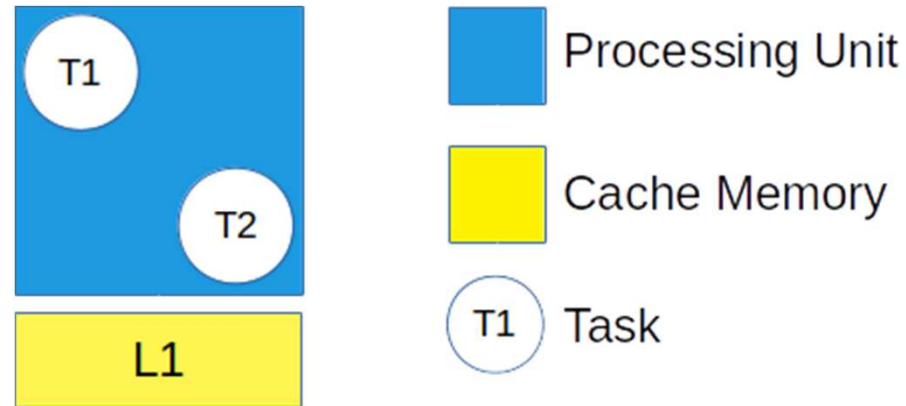 T1
T2
L1
Processing Unit
Cache Memory
T1 Task